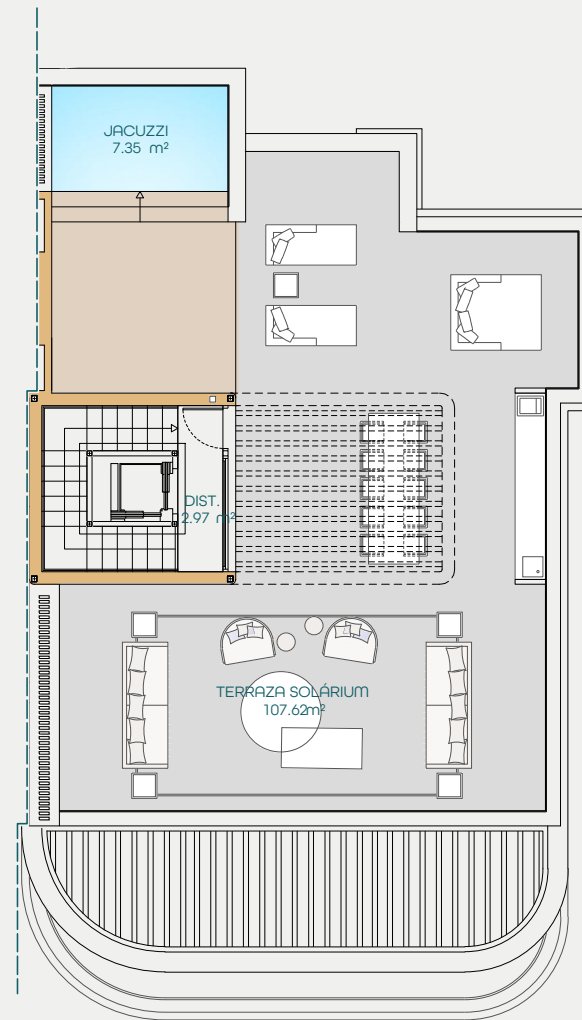 JACUZZI
7.35 m²
DIST.
2.97 m²
TERRAZA SOLÁRIUM
107.62m²